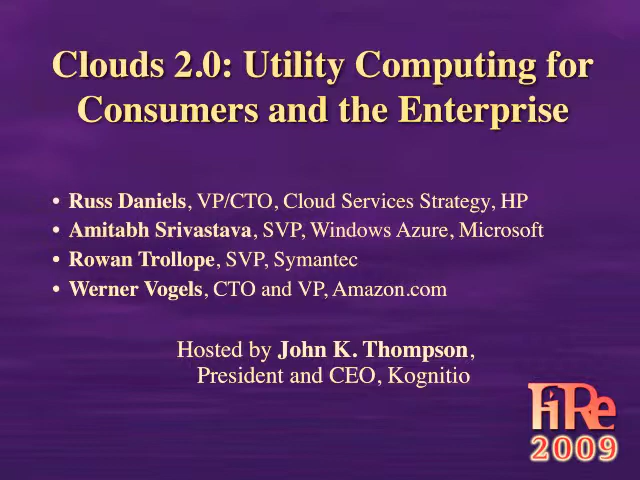 Clouds 2.0: Utility Computing for
Consumers and the Enterprise
• Russ Daniels, VP/CTO, Cloud Services Strategy, HP
• Amitabh Srivastava, SVP, Windows Azure, Microsoft
• Rowan Trollope, SVP, Symantec
• Werner Vogels, CTO and VP, Amazon.com
Hosted by John K. Thompson,
President and CEO, Kognitio
FiRe
2009